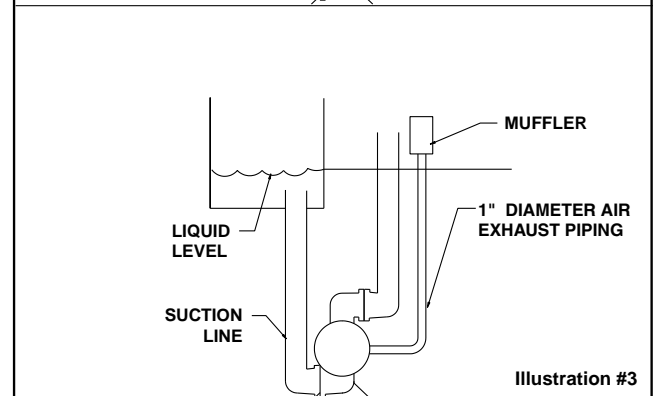 MUFFLER
1" DIAMETER AIR
EXHAUST PIPING
LIQUID
LEVEL
SUCTION
LINE
Illustration #3